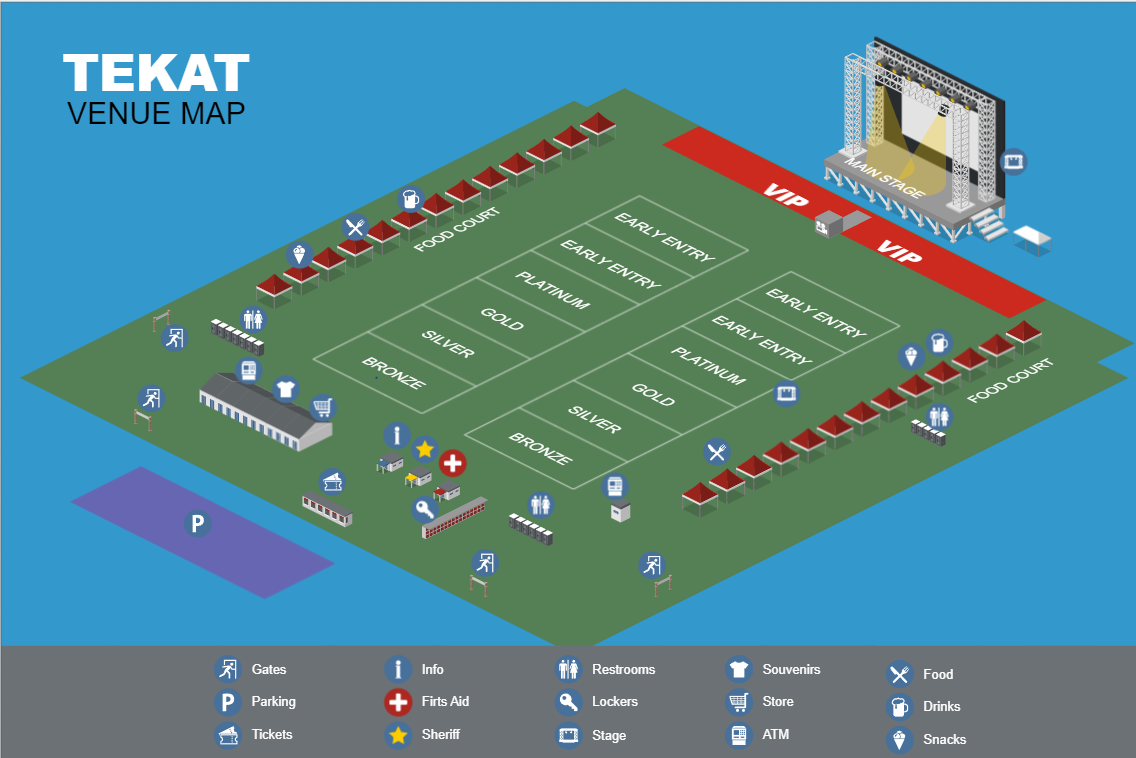 TEKAT
VENUE MAP
MAIN STAGE
VIP
VIP
FOOD COURT
EARLY ENTRY
EARLY ENTRY
PLATINUM
GOLD
SILVER
BRONZE
EARLY ENTRY
EARLY ENTRY
PLATINUM
GOLD
SILVER
BRONZE
FOOD COURT
P
Gates
Info
Restrooms
Souvenirs
Food
P
Parking
Firts Aid
Lockers
Store
Drinks
Tickets
Sheriff
Stage
ATM
Snacks